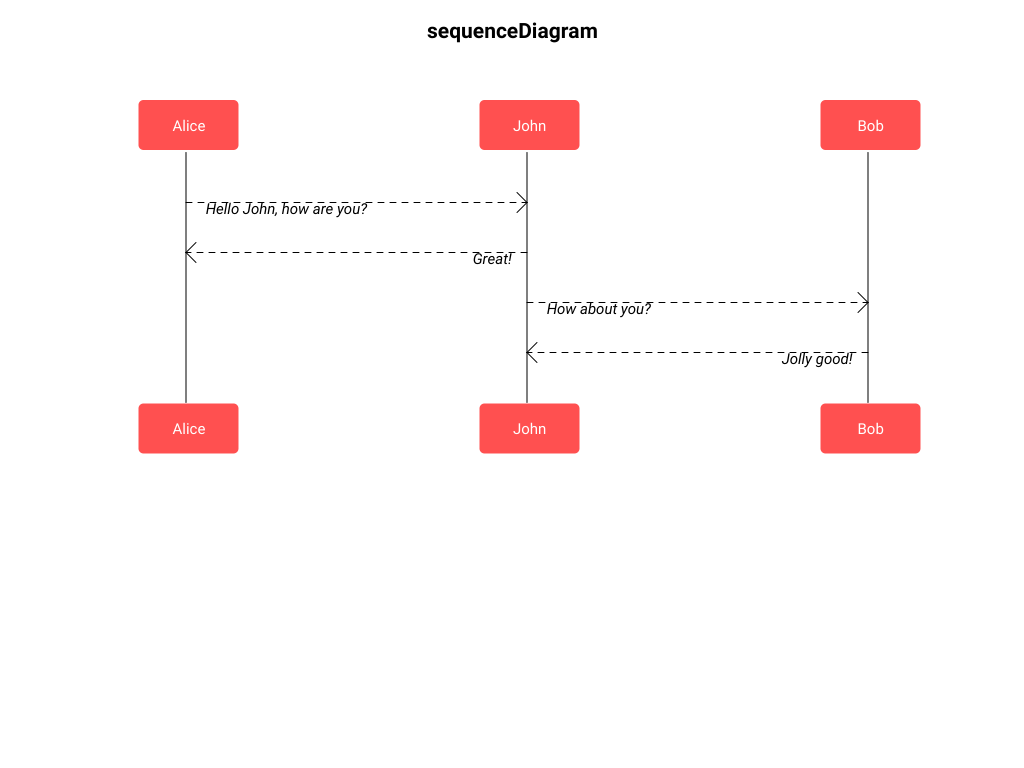 sequenceDiagram
Alice
John
Bob
Hello John, how are you?
Great!
How about you?
Jolly good!
Alice
John
Bob